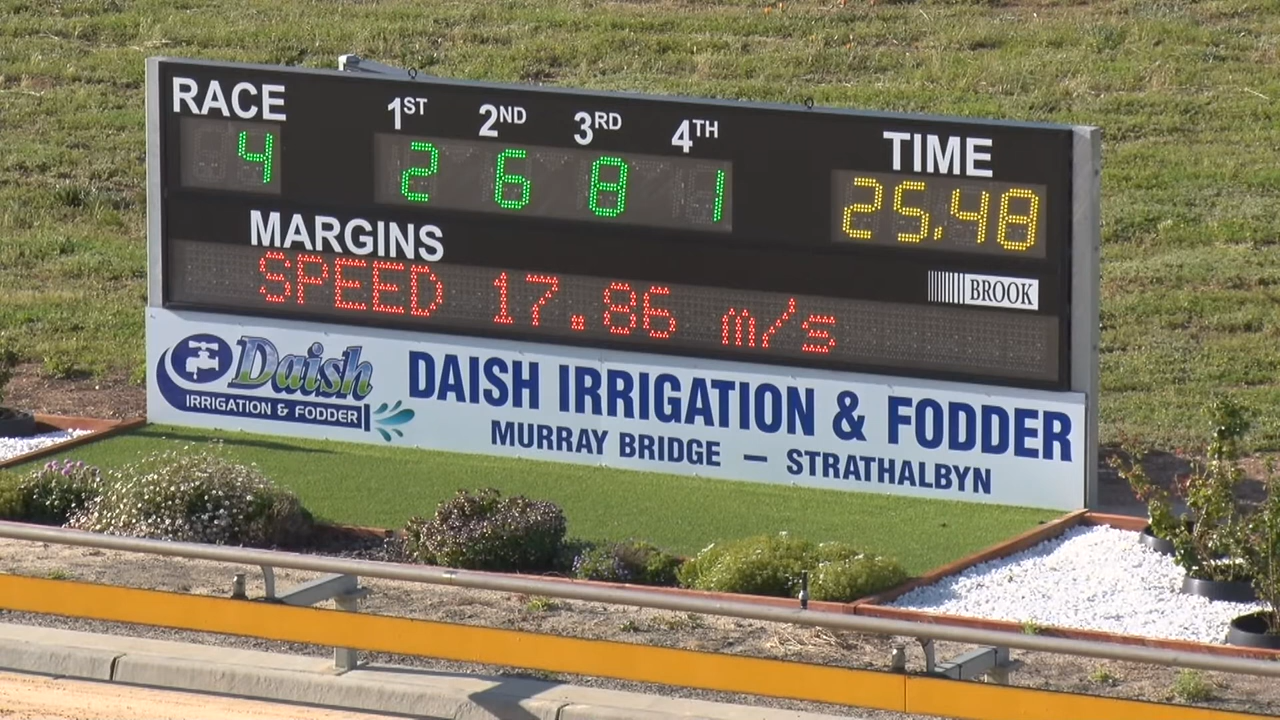 RACE 1ST 2ND 3RD 4TH TIME
4 2 6 8 1 25.48
MARGINS
BROOK
SPEED 17.86 m/s
Daish
IRRIGATION & FODDER
DAISH IRRIGATION & FODDER
MURRAY BRIDGE – STRATHALBYN